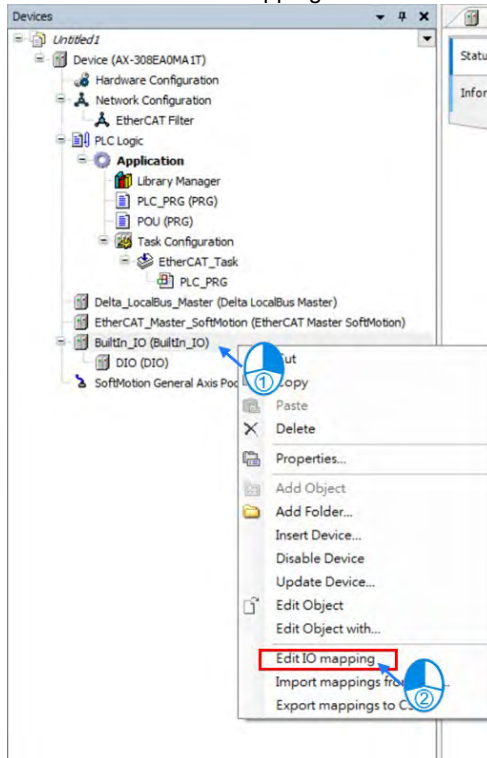 mapping
Devices
Untitled1
Device (AX-308EA0MA1T)
Hardware Configuration
Network Configuration
EtherCAT Filter
PLC Logic
Application
Library Manager
PLC_PRG (PRG)
POU (PRG)
Task Configuration
EtherCAT_Task
PLC_PRG
Delta_LocalBus_Master (Delta LocalBus Master)
EtherCAT_Master_SoftMotion (EtherCAT Master SoftMotion)
BuiltIn_IO (BuiltIn_IO)
DIO (DIO)
SoftMotion General Axis Poo
Statu
Infor
1
ut
Copy
Paste
Delete
Properties...
Add Object
Add Folder...
Insert Device...
Disable Device
Update Device...
Edit Object
Edit Object with...
Edit IO mapping
Import mappings fro
Export mappings to C
2